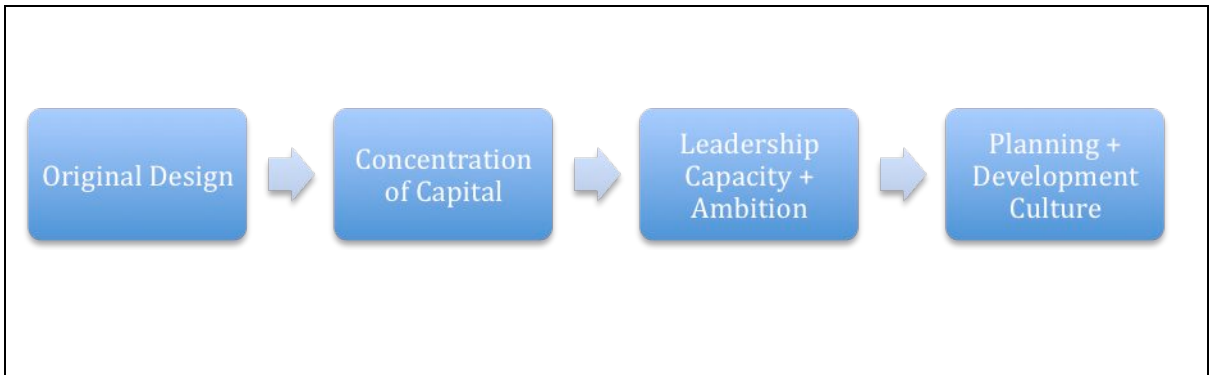 Original Design
Concentration
of Capital
Leadership
Capacity +
Ambition
Planning +
Development
Culture